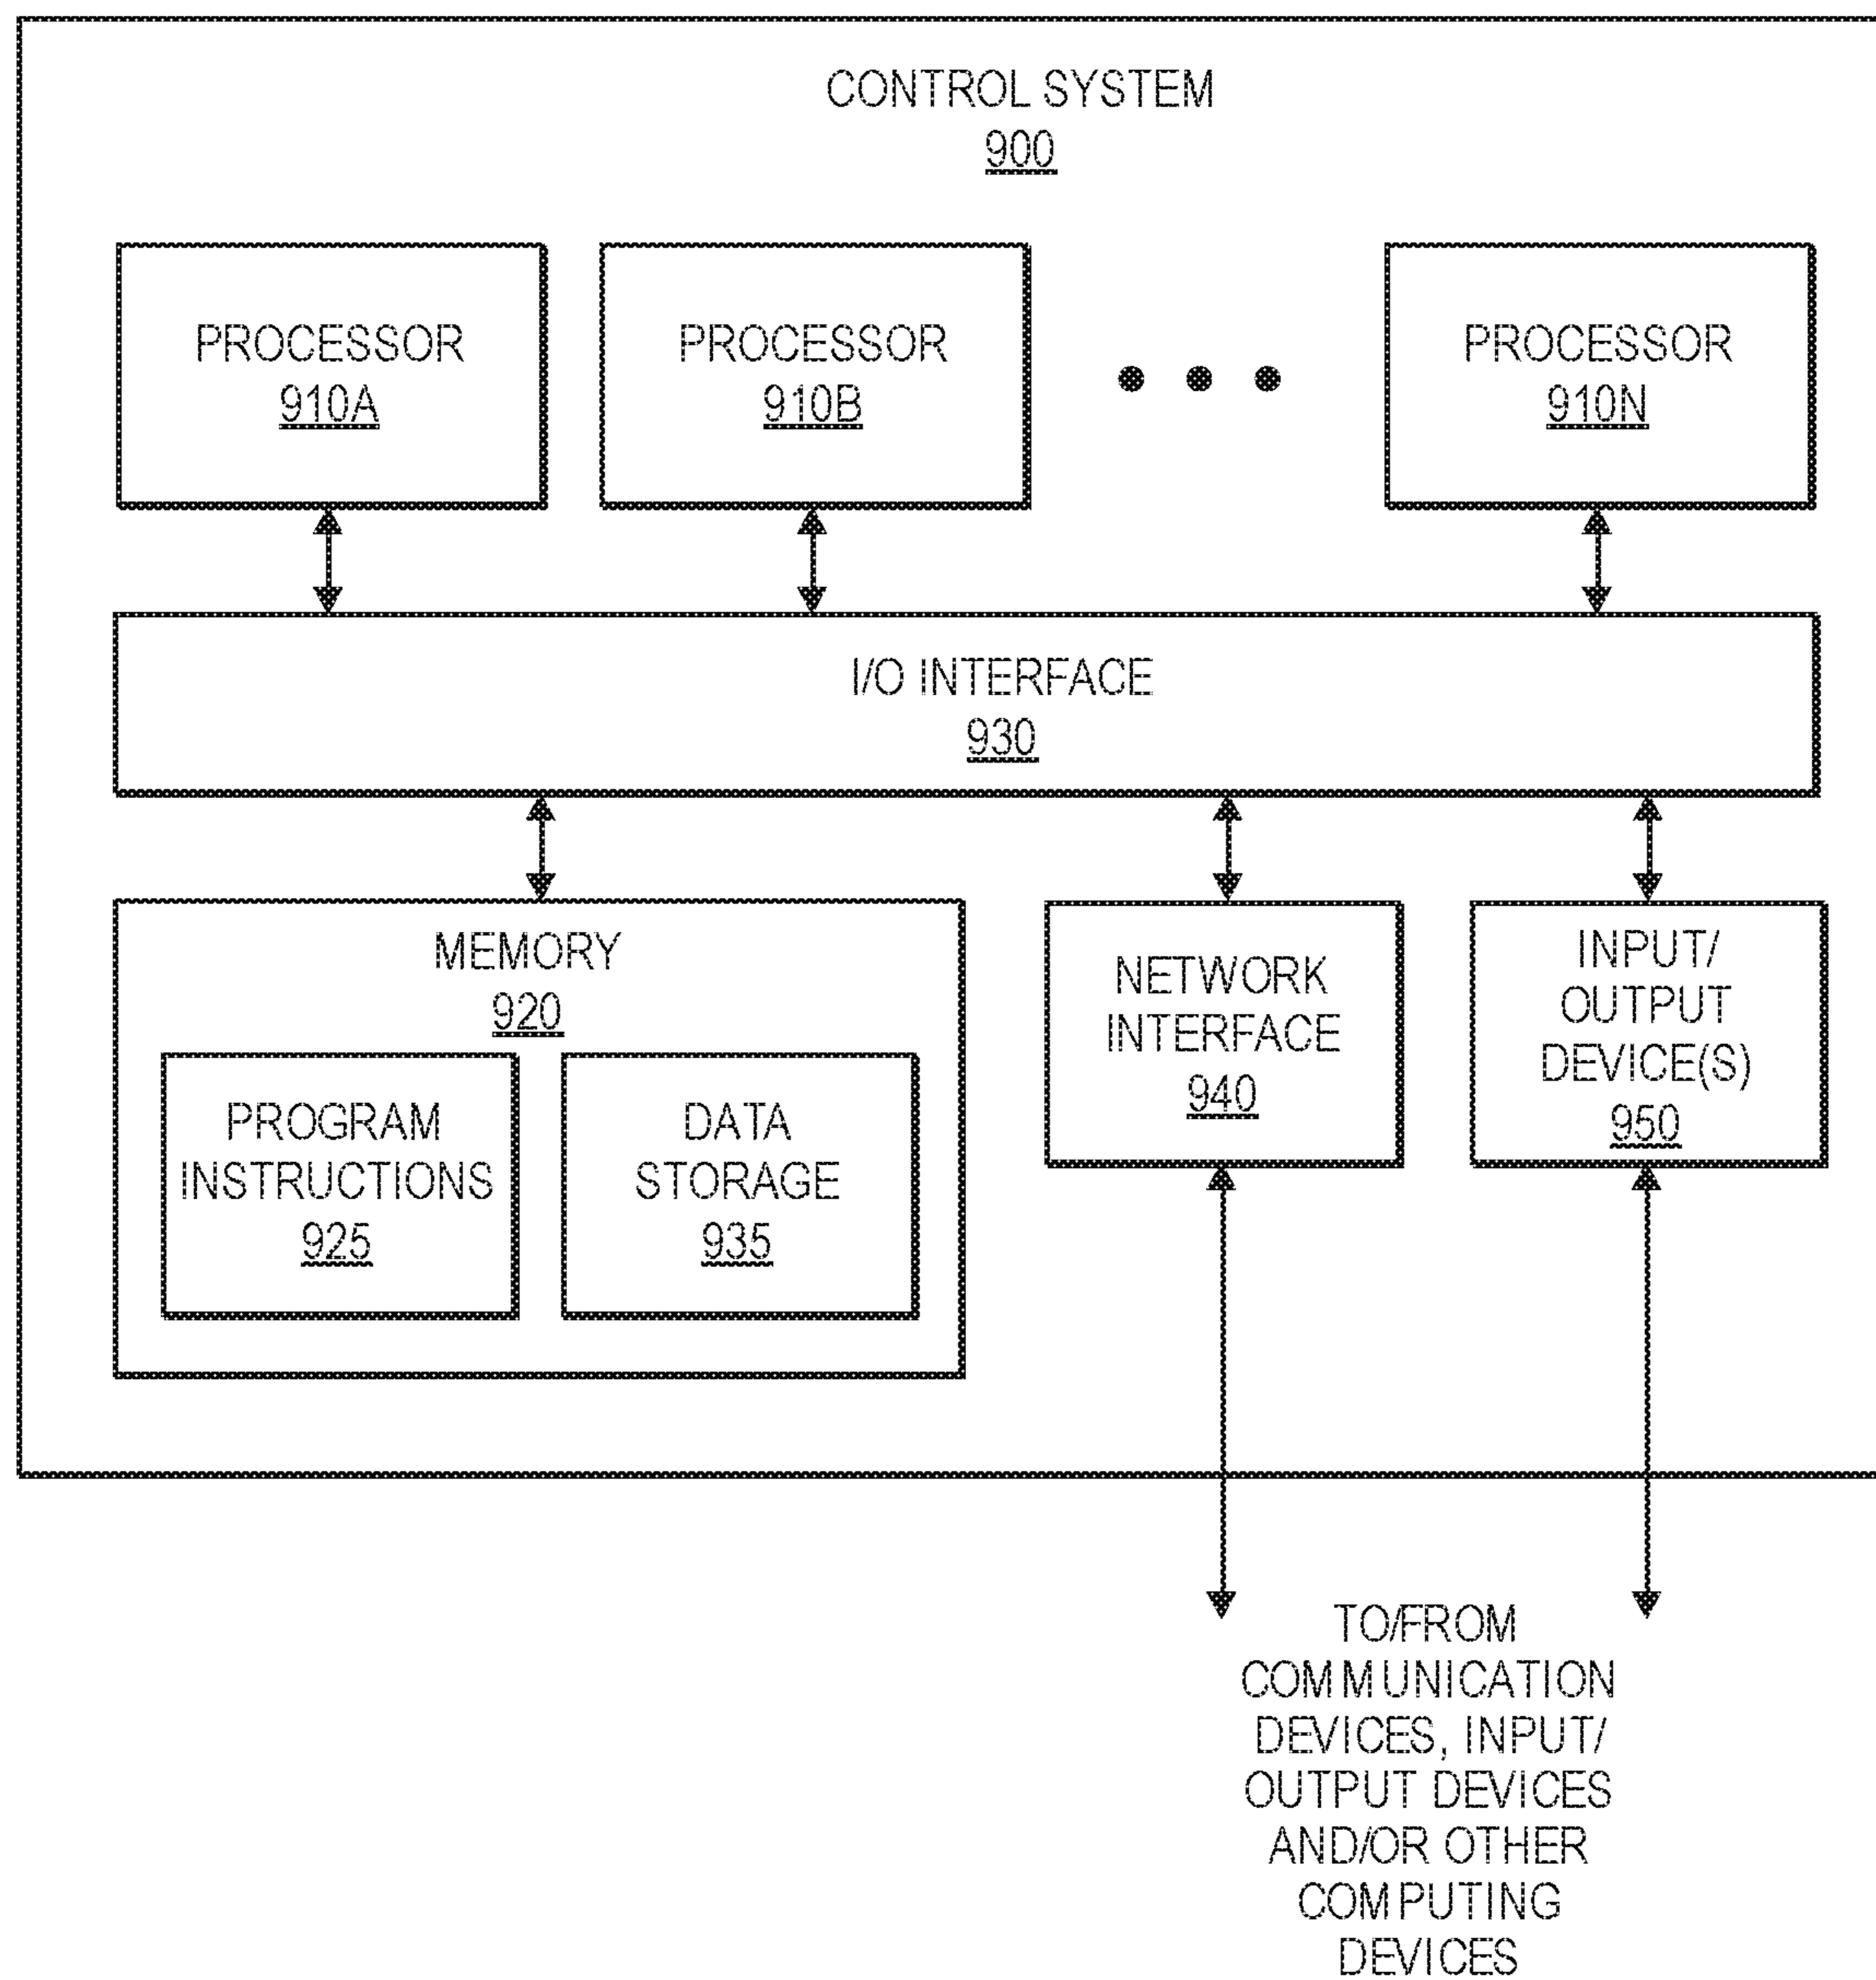 CONTROL SYSTEM
900
PROCESSOR
910A
PROCESSOR
910B
PROCESSOR
910N
I/O INTERFACE
930
MEMORY
920
PROGRAM
INSTRUCTIONS
925
DATA
STORAGE
935
NETWORK
INTERFACE
940
INPUT/
OUTPUT
DEVICE(S)
950
TO/FROM
COMMUNICATION
DEVICES, INPUT/
OUTPUT DEVICES
AND/OR OTHER
COMPUTING
DEVICES